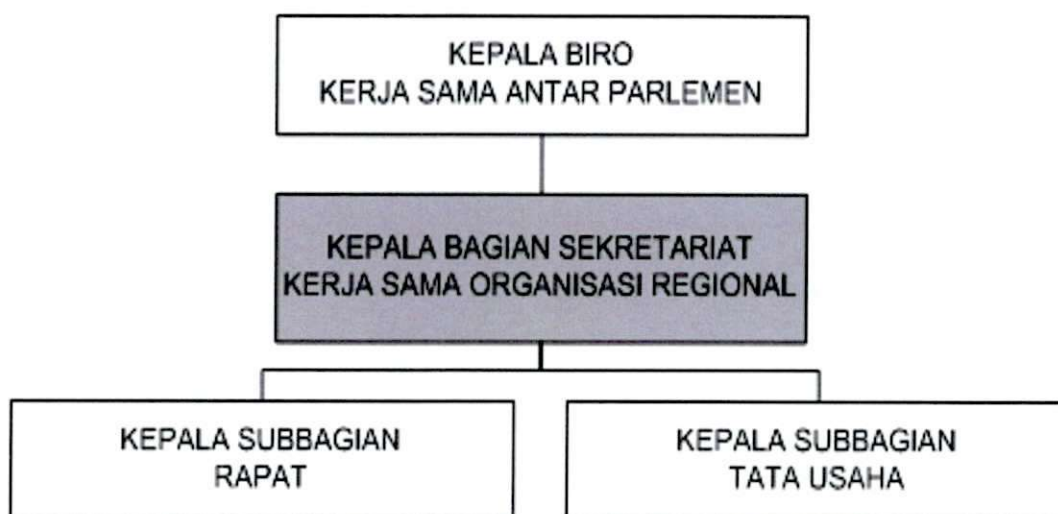 KEPALA BIRO
KERJA SAMA ANTAR PARLEMEN
KEPALA BAGIAN SEKRETARIAT
KERJA SAMA ORGANISASI REGIONAL
KEPALA SUBBAGIAN
RAPAT
KEPALA SUBBAGIAN
TATA USAHA